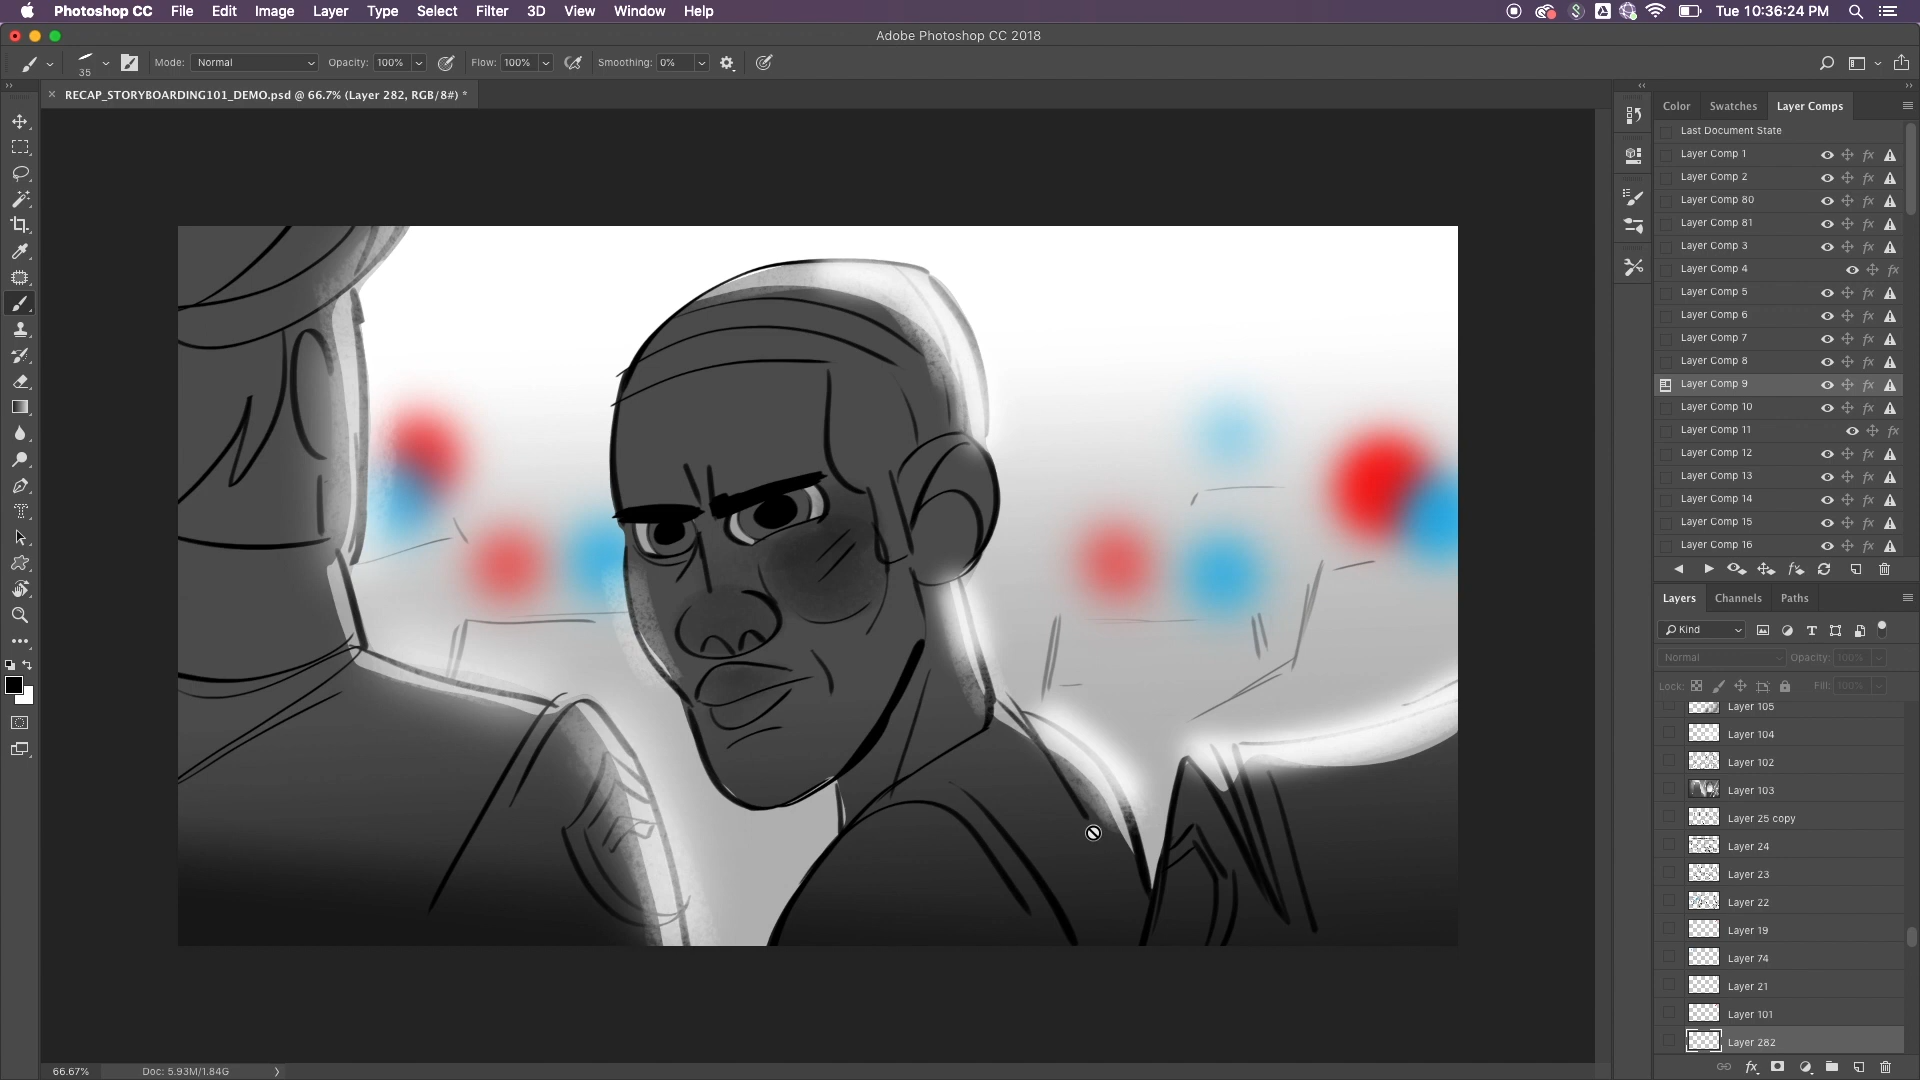 Photoshop CC File Edit Image Layer Type Select Filter 3D View Window Help Tue 10:36:24 PM
Adobe Photoshop CC 2018
35 Mode: Normal Opacity: 100% Flow: 100% Smoothing: 0%
RECAP_STORYBOARDING101_DEMO.psd @ 66.7% (Layer 282, RGB/8#) *
Color Swatches Layer Comps
Last Document State
Layer Comp 1
Layer Comp 2
Layer Comp 80
Layer Comp 81
Layer Comp 3
Layer Comp 4
Layer Comp 5
Layer Comp 6
Layer Comp 7
Layer Comp 8
Layer Comp 9
Layer Comp 10
Layer Comp 11
Layer Comp 12
Layer Comp 13
Layer Comp 14
Layer Comp 15
Layer Comp 16
Layers Channels Paths
Kind
Normal Opacity: 100%
Lock: Fill: 100%
Layer 105
Layer 104
Layer 102
Layer 103
Layer 25 copy
Layer 24
Layer 23
Layer 22
Layer 19
Layer 74
Layer 21
Layer 101
Layer 282
66.67% Doc: 5.93M/1.84G